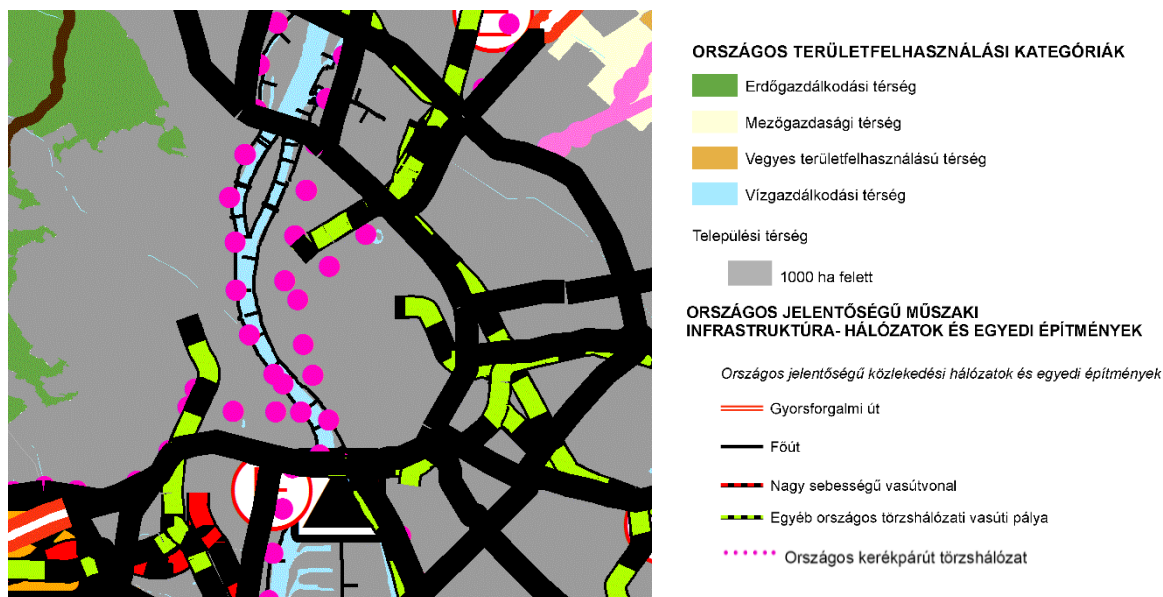 ORSZÁGOS TERÜLETFELHASZNÁLÁSI KATEGÓRIÁK
Erdőgazdálkodási térség
Mezőgazdasági térség
Vegyes területfelhasználású térség
Vízgazdálkodási térség
Települési térség
1000 ha felett
ORSZÁGOS JELENTŐSÉGŰ MŰSZAKI
INFRASTRUKTÚRA- HÁLÓZATOK ÉS EGYEDI ÉPÍTMÉNYEK
Országos jelentőségű közlekedési hálózatok és egyedi építmények
Gyorsforgalmi út
Főút
Nagy sebességű vasútvonal
Egyéb országos törzshálózati vasúti pálya
Országos kerékpárút törzshálózat